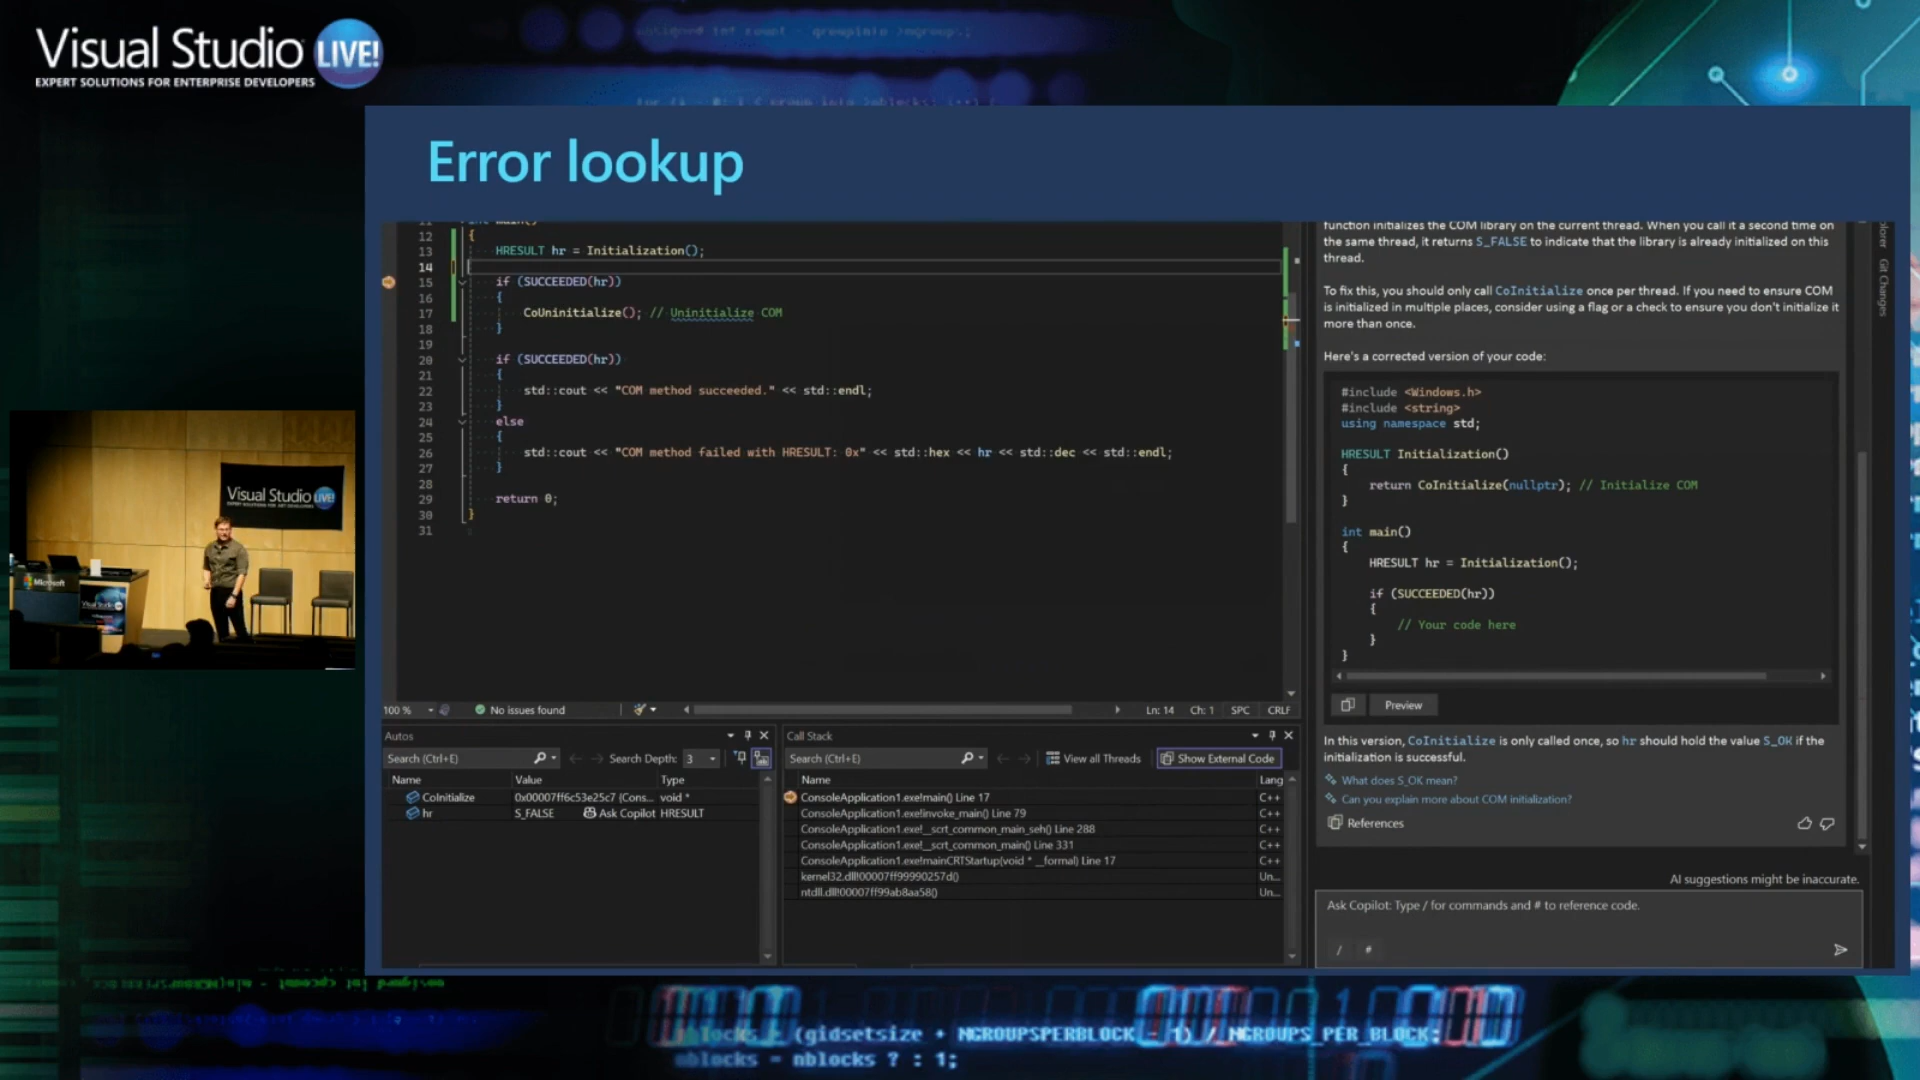 Visual Studio LIVE!
EXPERT SOLUTIONS FOR ENTERPRISE DEVELOPERS
Error lookup
12 {
13 HRESULT hr = Initialization();
14
15 if (SUCCEEDED(hr))
16 {
17 CoUninitialize(); // Uninitialize COM
18 }
19
20 if (SUCCEEDED(hr))
21 {
22 std::cout << "COM method succeeded." << std::endl;
23 }
24 else
25 {
26 std::cout << "COM method failed with HRESULT: 0x" << std::hex << hr << std::dec << std::endl;
27 }
28
29 return 0;
30 }
31
100 %
No issues found
Ln: 14 Ch: 1 SPC CRLF
function initializes the COM library on the current thread. When you call it a second time on
the same thread, it returns S_FALSE to indicate that the library is already initialized on this
thread.
To fix this, you should only call CoInitialize once per thread. If you need to ensure COM
is initialized in multiple places, consider using a flag or a check to ensure you don't initialize it
more than once.
Here's a corrected version of your code:
#include <Windows.h>
#include <string>
using namespace std;
HRESULT Initialization()
{
return CoInitialize(nullptr); // Initialize COM
}
int main()
{
HRESULT hr = Initialization();
if (SUCCEEDED(hr))
{
// Your code here
}
}
Preview
In this version, CoInitialize is only called once, so hr should hold the value S_OK if the
initialization is successful.
What does S_OK mean?
Can you explain more about COM initialization?
References
AI suggestions might be inaccurate.
Ask Copilot: Type / for commands and # to reference code.
/ #
Git Changes
Autos
Search (Ctrl+E) Search Depth: 3
Name Value Type
CoInitialize 0x00007ff6c53e25c7 {Cons... void *
hr S_FALSE Ask Copilot HRESULT
Call Stack
Search (Ctrl+E) View all Threads Show External Code
Name Lang
ConsoleApplication1.exe!main() Line 17 C++
ConsoleApplication1.exe!invoke_main() Line 79 C++
ConsoleApplication1.exe!__scrt_common_main_seh() Line 288 C++
ConsoleApplication1.exe!__scrt_common_main() Line 331 C++
ConsoleApplication1.exe!mainCRTStartup(void * __formal) Line 17 C++
kernel32.dll!00007ff99990257d() Un...
ntdll.dll!00007ff99ab8aa58() Un...
Visual Studio LIVE!
Microsoft
Visual Studio
nblocks = (gidsetsize + NGROUPSPERBLOCK - 1) / NGROUPS_PER_BLOCK;
nblocks = nblocks ? : 1;